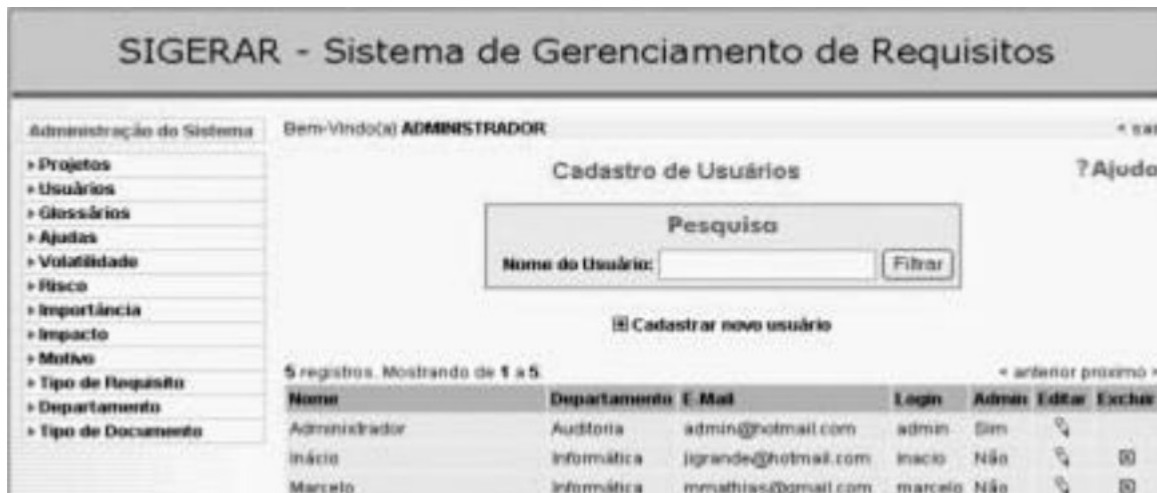 SIGERAR - Sistema de Gerenciamento de Requisitos
Administração do Sistema
Projetos
Usuários
Glossários
Ajudas
Volatilidade
Risco
Importância
Impacto
Motivo
Tipo de Requisito
Departamento
Tipo de Documento
Bem-Vindo(a) ADMINISTRADOR
Cadastro de Usuários
?Ajuda
Pesquisa
Nome do Usuário: Filtrar
Cadastrar novo usuário
5 registros. Mostrando de 1 a 5. < anterior próximo >
Nome Departamento E-Mail Login Admin Editar Excluir
Administrador Auditoria admin@hotmail.com admin Sim
Inácio Informática jigrande@hotmail.com inacio Não
Marcelo Informática mmathias@gmail.com marcelo Não